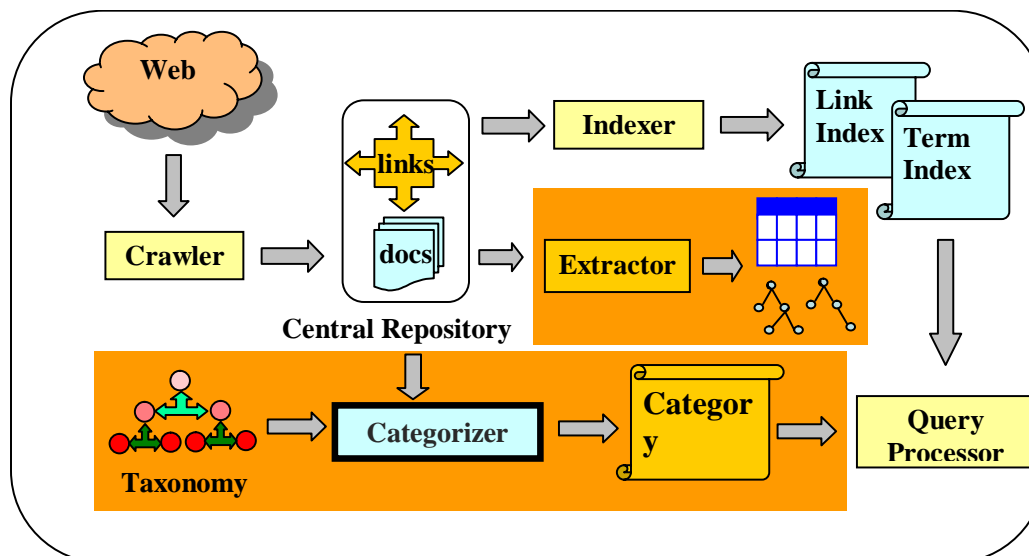 Web
Link
Index
Term
Index
Indexer
links
docs
Crawler
Extractor
Central Repository
Categorizer
Categor
y
Query
Processor
Taxonomy